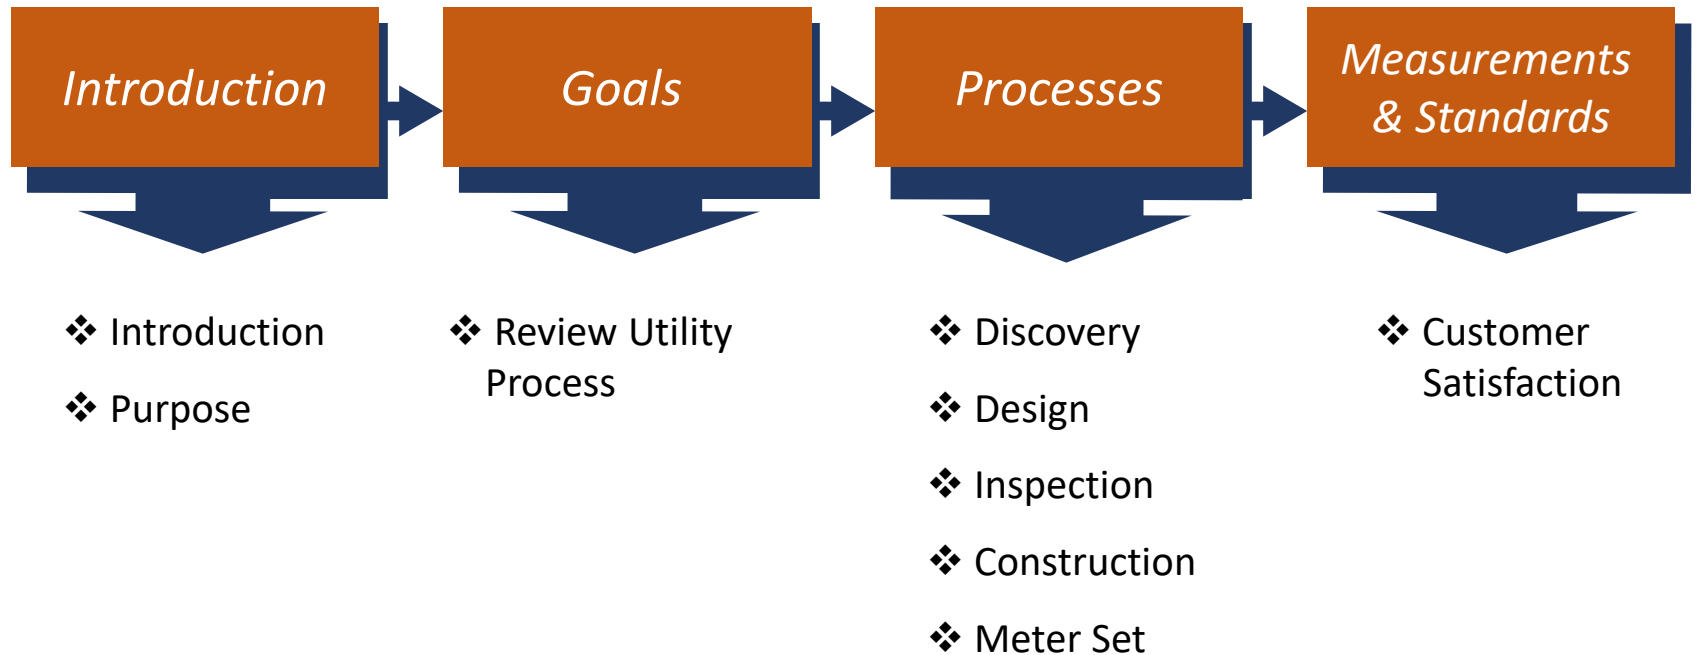 Introduction
Goals
Processes
Measurements
& Standards
❖ Introduction
❖ Purpose
❖ Review Utility
Process
❖ Discovery
❖ Design
❖ Inspection
❖ Construction
❖ Meter Set
❖ Customer
Satisfaction